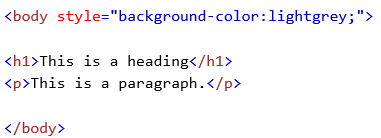 <body style="background-color:lightgrey;">
<h1>This is a heading</h1>
<p>This is a paragraph.</p>
</body>